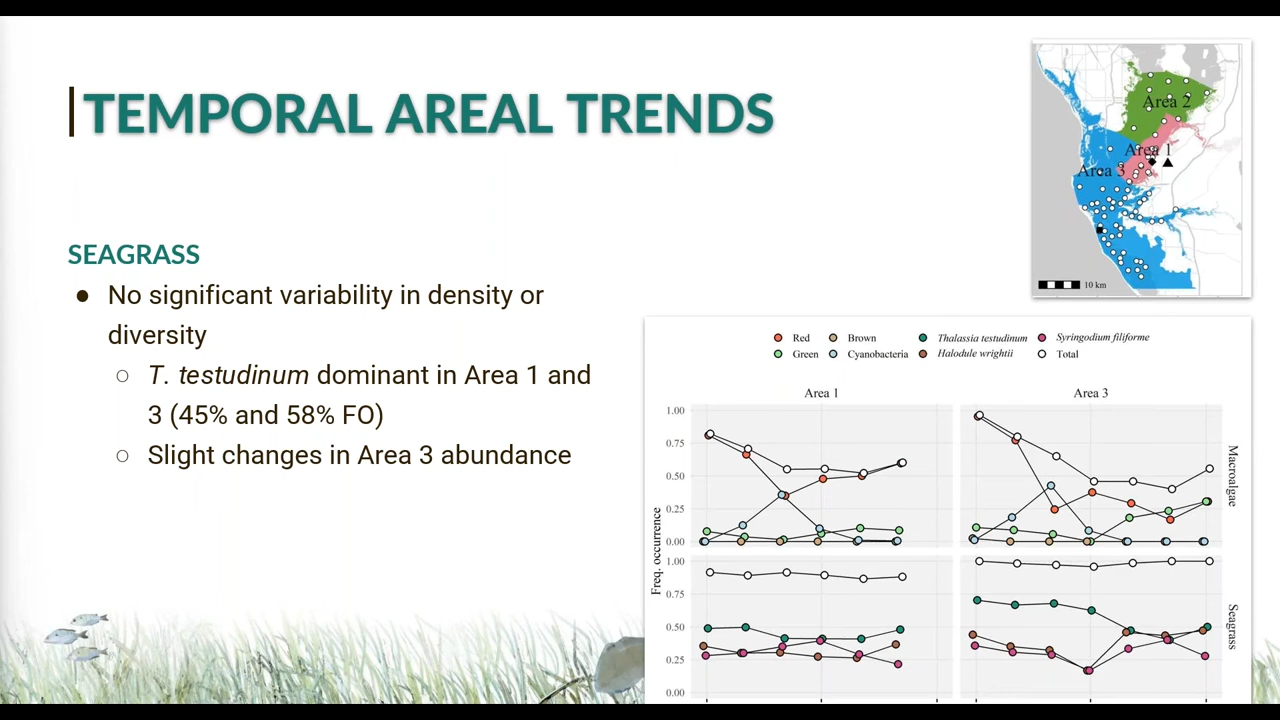 TEMPORAL AREAL TRENDS
SEAGRASS
● No significant variability in density or
diversity
○ T. testudinum dominant in Area 1 and
3 (45% and 58% FO)
○ Slight changes in Area 3 abundance
Area 2
Area 1
Area 3
10 km
Red Brown Thalassia testudinum Syringodium filiforme
Green Cyanobacteria Halodule wrightii Total
Area 1 Area 3
Freq. occurrence
1.00
0.75
0.50
0.25
0.00
Macroalgae
1.00
0.75
0.50
0.25
0.00
Seagrass